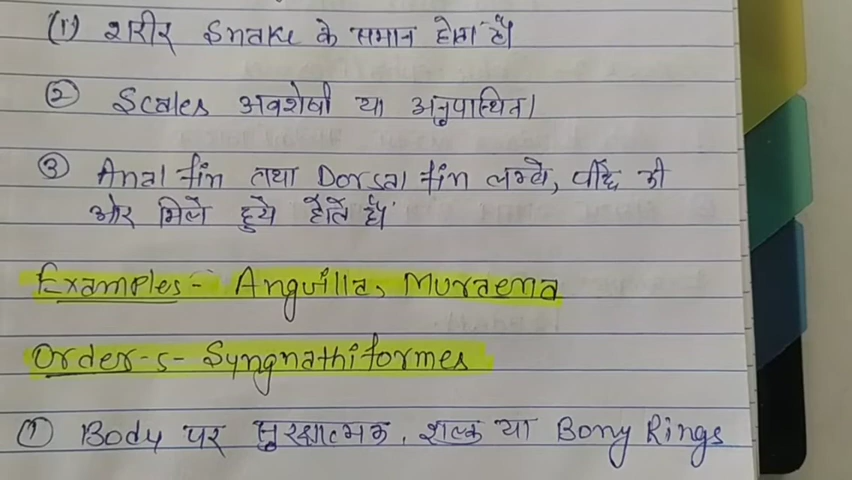 (1) शरीर Snake के समान होता है।
② Scales अवशेषी या अनुपास्थित।
③ Anal fin तथा Dorsal fin लम्बे, पीछे की
ओर मिले हुये होते है।
Examples- Anguilla, Muraena
Order-5- Syngnathiformes
(1) Body पर सुरक्षात्मक, शल्क या Bony Rings